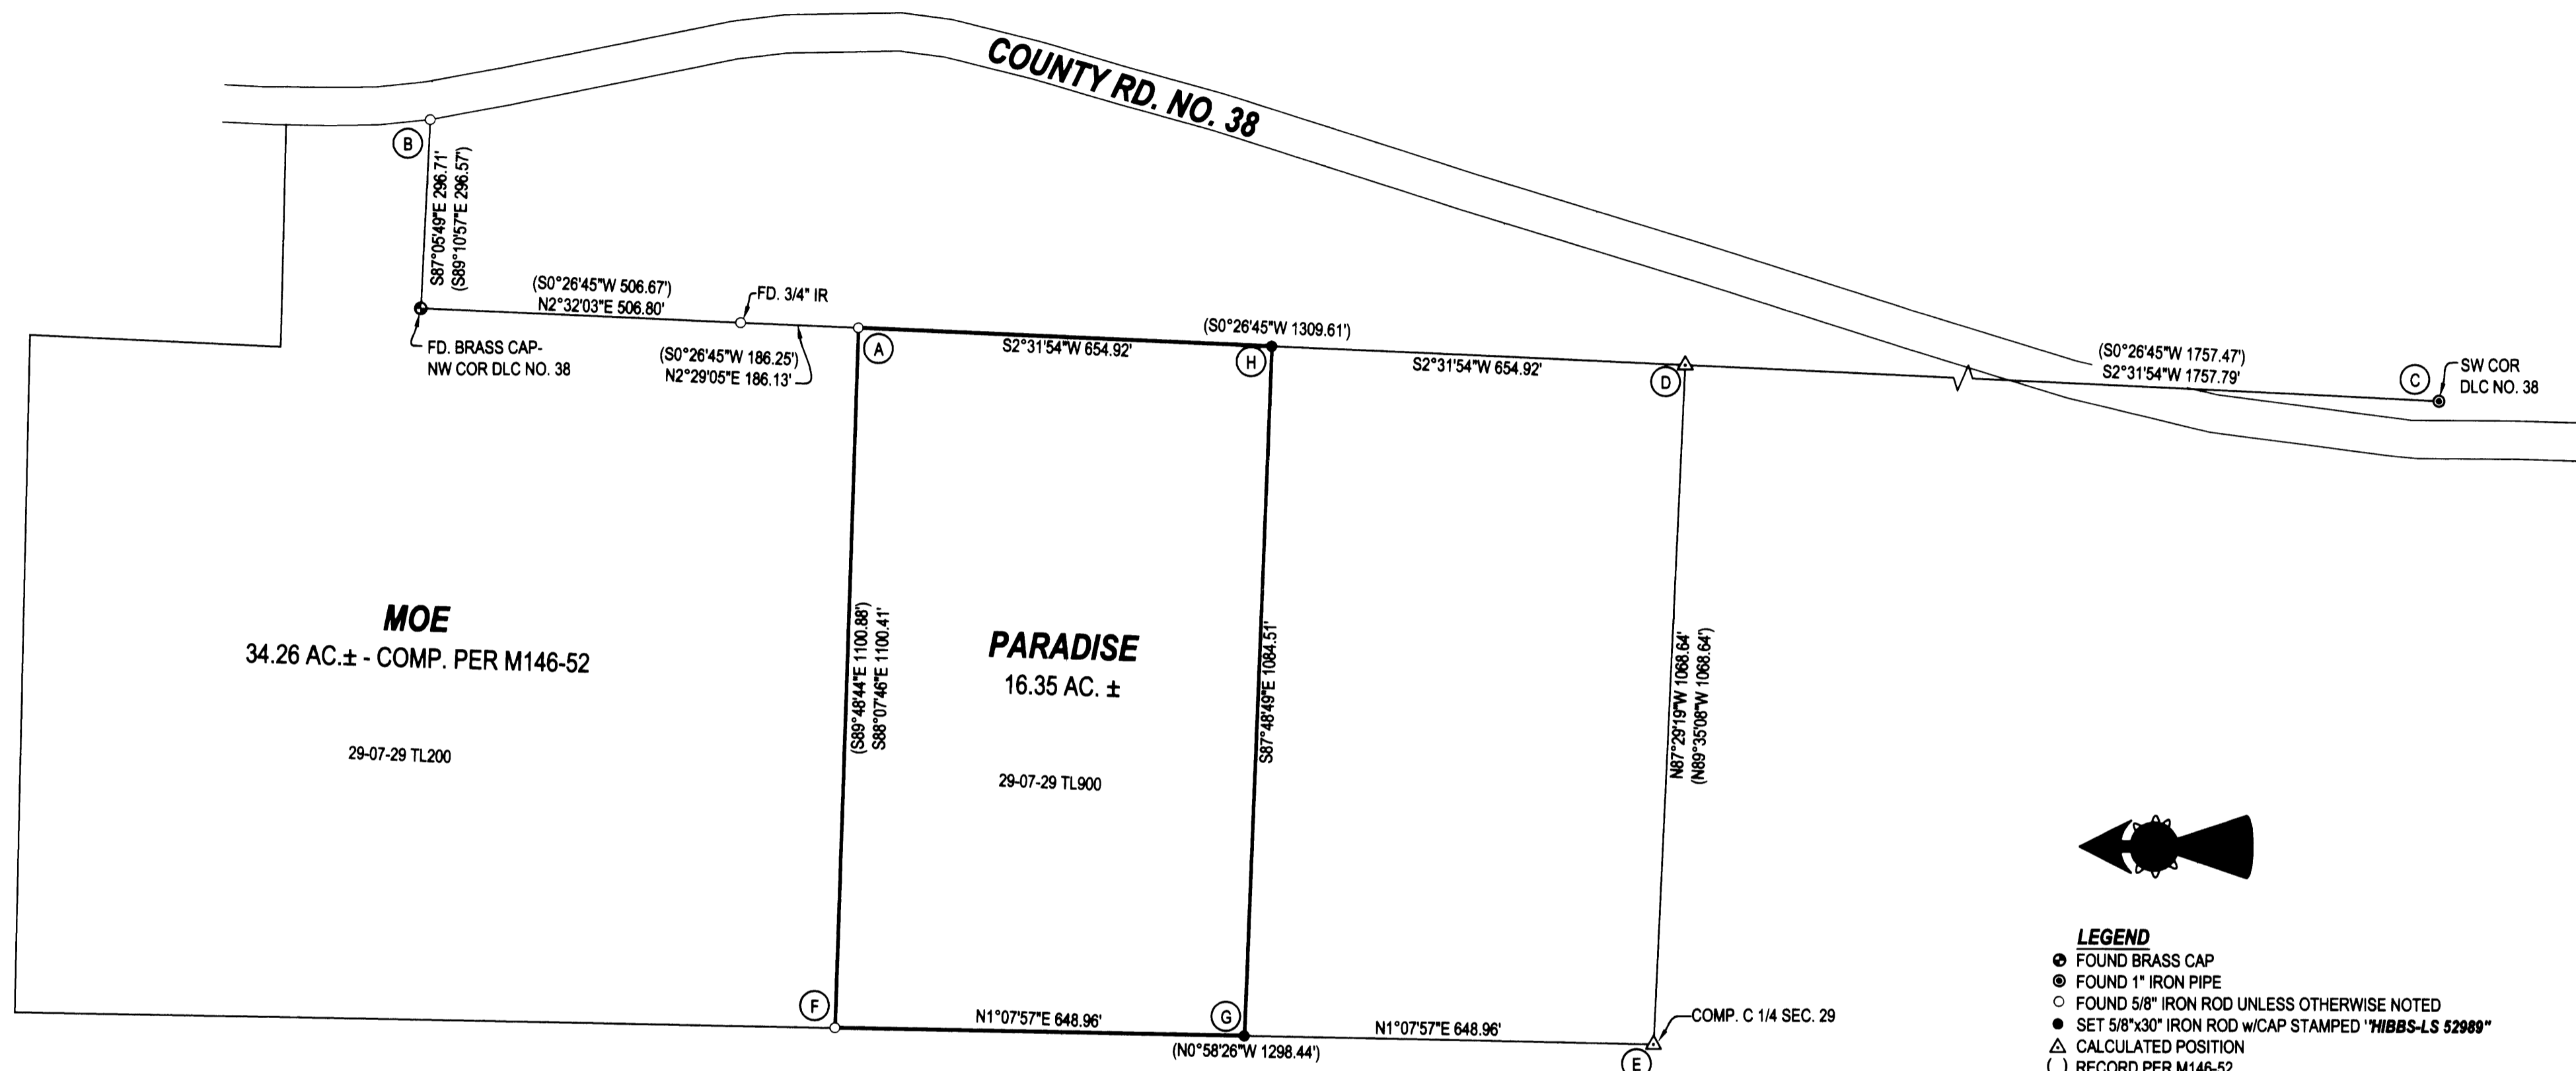 COUNTY RD. NO. 38
B
S87°05'49"E 296.71'
(S89°10'57"E 296.57')
(S0°26'45"W 506.67')
N2°32'03"E 506.80'
FD. 3/4" IR
FD. BRASS CAP-
NW COR DLC NO. 38
(S0°26'45"W 186.25')
N2°29'05"E 186.13'
A
(S0°26'45"W 1309.61')
S2°31'54"W 654.92'
H
S2°31'54"W 654.92'
D
(S0°26'45"W 1757.47')
S2°31'54"W 1757.79'
C
SW COR
DLC NO. 38
MOE
34.26 AC.± - COMP. PER M146-52
29-07-29 TL200
(S89°48'44"E 1100.88')
S88°07'46"E 1100.41'
PARADISE
16.35 AC. ±
29-07-29 TL900
S87°48'49"E 1084.51'
N87°29'19"W 1068.64'
(N89°35'08"W 1068.64')
F
N1°07'57"E 648.96'
G
(N0°58'26"W 1298.44')
N1°07'57"E 648.96'
E
COMP. C 1/4 SEC. 29
LEGEND
FOUND BRASS CAP
FOUND 1" IRON PIPE
FOUND 5/8" IRON ROD UNLESS OTHERWISE NOTED
SET 5/8"x30" IRON ROD w/CAP STAMPED "HIBBS-LS 52989"
CALCULATED POSITION
( ) RECORD PER M146-52